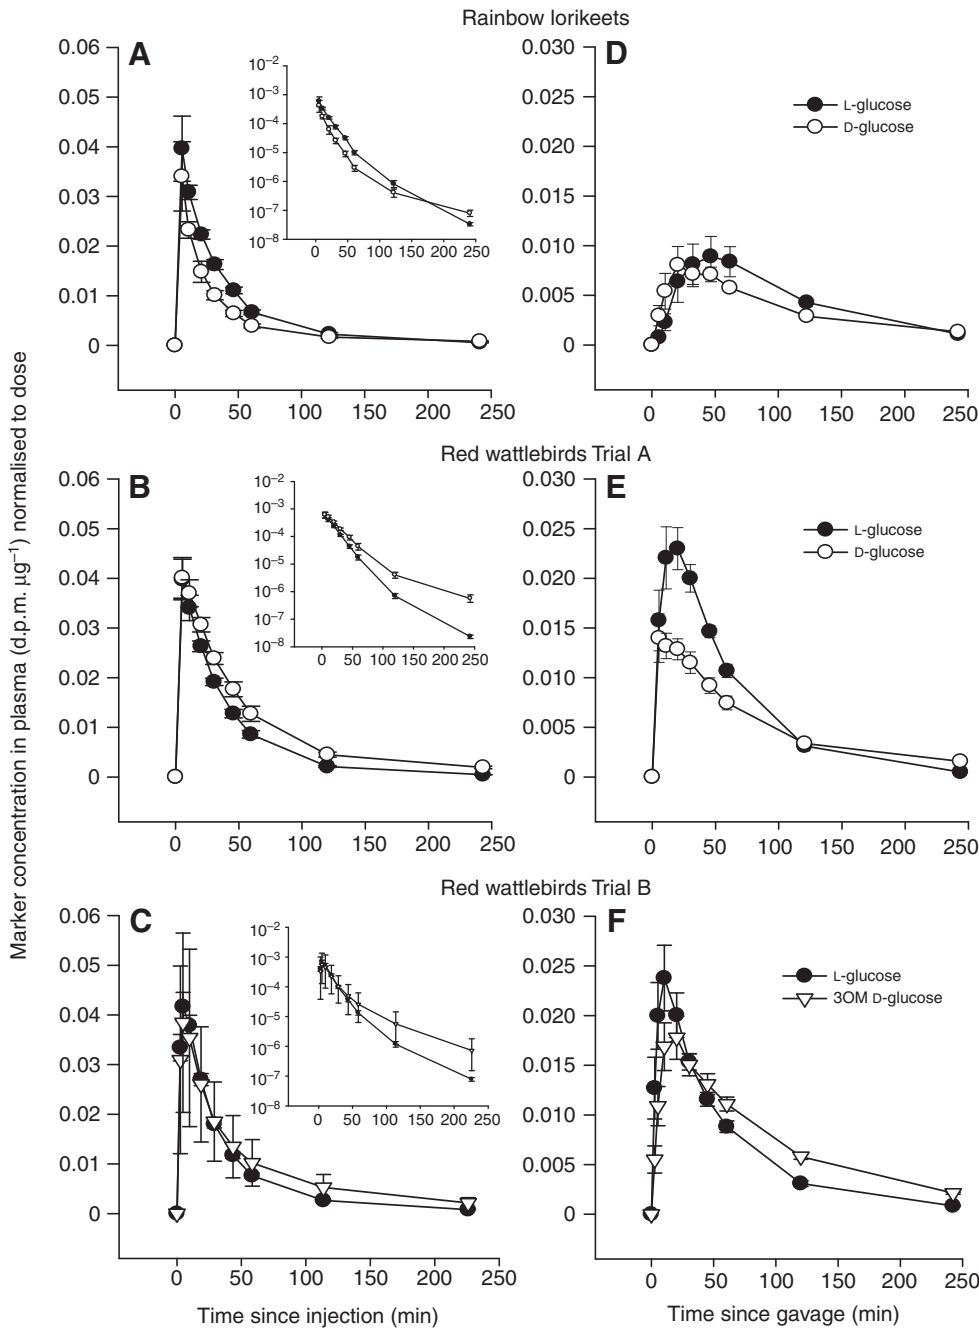 Rainbow lorikeets
A
0.06
0.05
0.04
0.03
0.02
0.01
0
0 50 100 150 200 250
10–2
10–3
10–4
10–5
10–6
10–7
10–8
0 50 100 150 200 250
D
0.030
0.025
0.020
0.015
0.010
0.005
0
0 50 100 150 200 250
L-glucose
D-glucose
Red wattlebirds Trial A
B
0.06
0.05
0.04
0.03
0.02
0.01
0
0 50 100 150 200 250
10–2
10–3
10–4
10–5
10–6
10–7
10–8
0 50 100 150 200 250
E
0.030
0.025
0.020
0.015
0.010
0.005
0
0 50 100 150 200 250
L-glucose
D-glucose
Red wattlebirds Trial B
C
0.06
0.05
0.04
0.03
0.02
0.01
0
0 50 100 150 200 250
10–2
10–3
10–4
10–5
10–6
10–7
10–8
0 50 100 150 200 250
F
0.030
0.025
0.020
0.015
0.010
0.005
0
0 50 100 150 200 250
L-glucose
3OM D-glucose
Marker concentration in plasma (d.p.m. μg–1) normalised to dose
Time since injection (min)
Time since gavage (min)